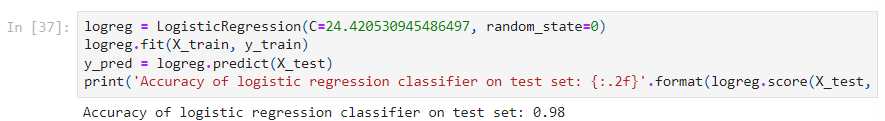 In [37]: logreg = LogisticRegression(C=24.420530945486497, random_state=0)
logreg.fit(X_train, y_train)
y_pred = logreg.predict(X_test)
print('Accuracy of logistic regression classifier on test set: {:.2f}'.format(logreg.score(X_test,
Accuracy of logistic regression classifier on test set: 0.98